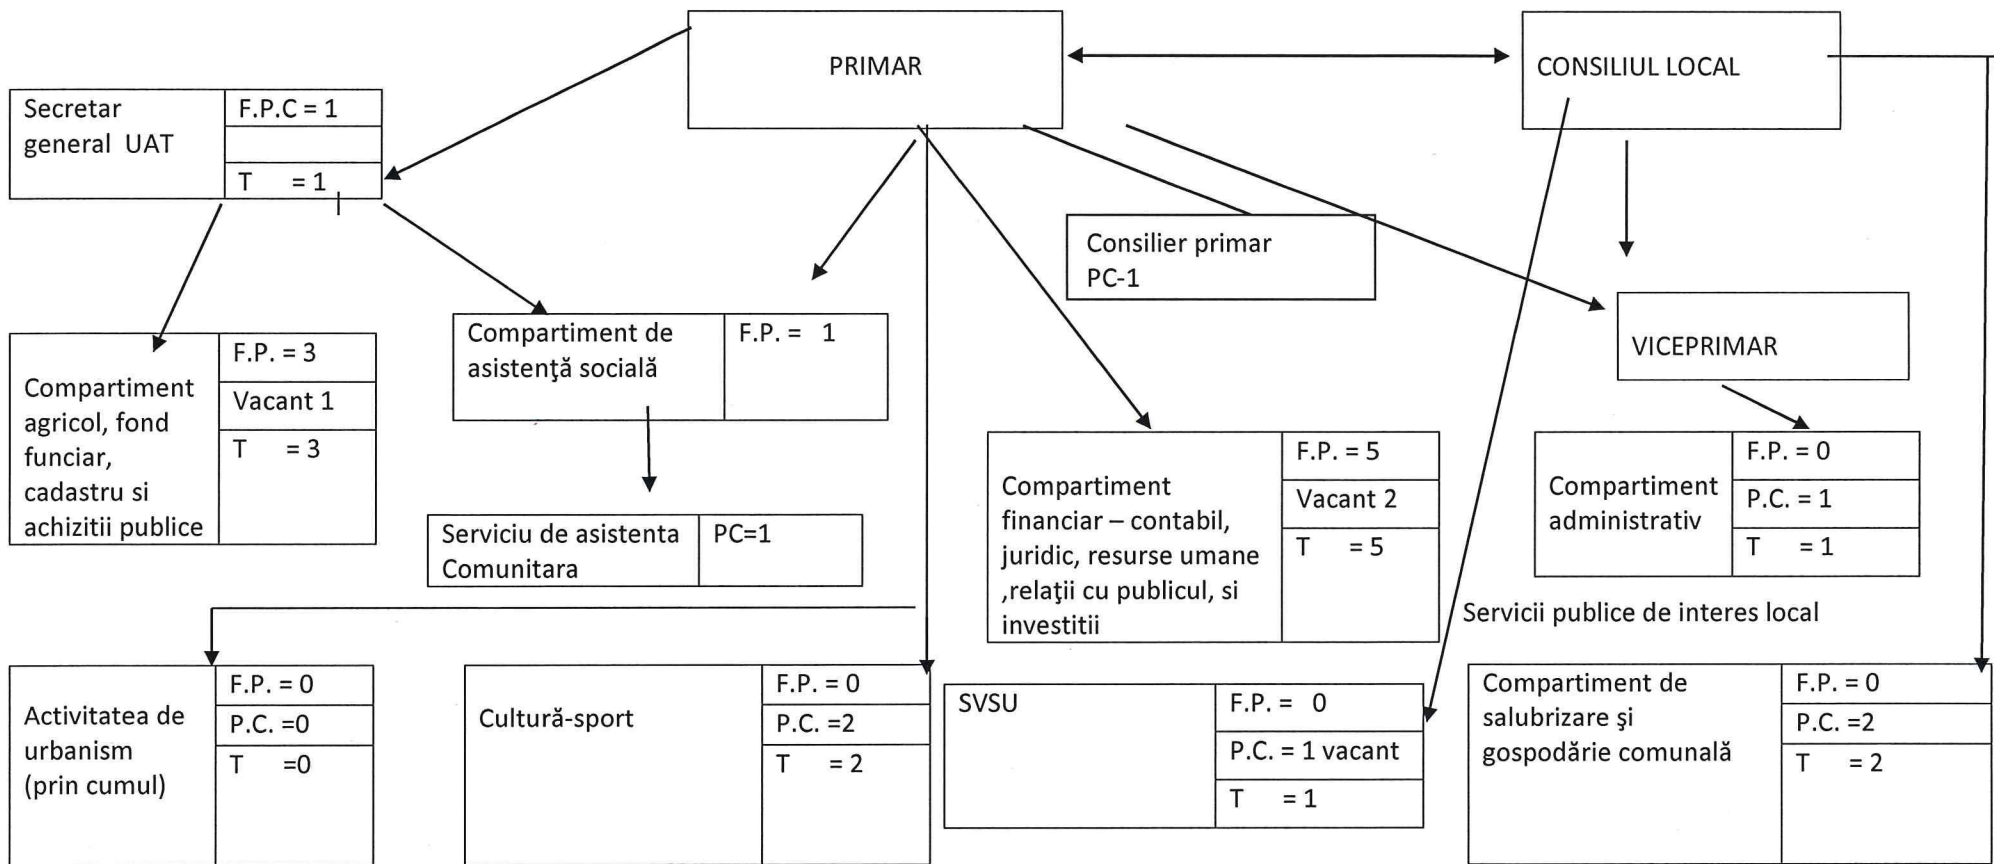 PRIMAR
CONSILIUL LOCAL
Secretar
general UAT
F.P.C = 1
T = 1
Consilier primar
PC-1
VICEPRIMAR
Compartiment
agricol, fond
funciar,
cadastru si
achizitii publice
F.P. = 3
Vacant 1
T = 3
Compartiment de
asistenţă socială
F.P. = 1
Serviciu de asistenta
Comunitara
PC=1
Compartiment
financiar – contabil,
juridic, resurse umane
,relaţii cu publicul, si
investitii
F.P. = 5
Vacant 2
T = 5
Compartiment
administrativ
F.P. = 0
P.C. = 1
T = 1
Servicii publice de interes local
Activitatea de
urbanism
(prin cumul)
F.P. = 0
P.C. =0
T =0
Cultură-sport
F.P. = 0
P.C. =2
T = 2
SVSU
F.P. = 0
P.C. = 1 vacant
T = 1
Compartiment de
salubrizare şi
gospodărie comunală
F.P. = 0
P.C. =2
T = 2